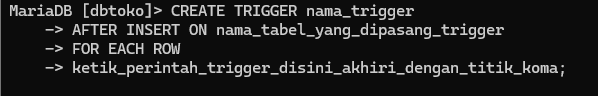 MariaDB [dbtoko]> CREATE TRIGGER nama_trigger
-> AFTER INSERT ON nama_tabel_yang_dipasang_trigger
-> FOR EACH ROW
-> ketik_perintah_trigger_disini_akhiri_dengan_titik_koma;